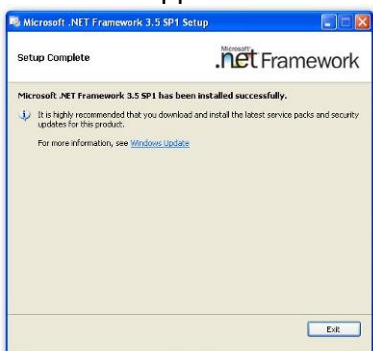 Microsoft .NET Framework 3.5 SP1 Setup
Setup Complete
Microsoft
.net Framework
Microsoft .NET Framework 3.5 SP1 has been installed successfully.
It is highly recommended that you download and install the latest service packs and security
updates for this product.
For more information, see Windows Update
Exit